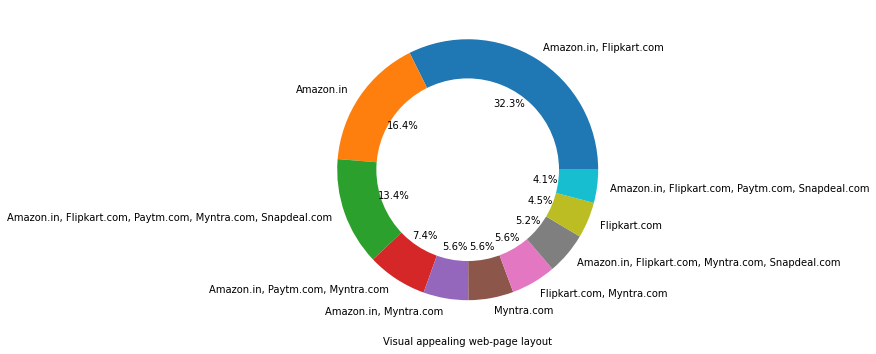 Amazon.in, Flipkart.com
32.3%
Amazon.in
16.4%
Amazon.in, Flipkart.com, Paytm.com, Myntra.com, Snapdeal.com
13.4%
Amazon.in, Paytm.com, Myntra.com
7.4%
Amazon.in, Myntra.com
5.6%
Myntra.com
5.6%
Flipkart.com, Myntra.com
5.6%
Amazon.in, Flipkart.com, Myntra.com, Snapdeal.com
5.2%
Flipkart.com
4.5%
Amazon.in, Flipkart.com, Paytm.com, Snapdeal.com
4.1%
Visual appealing web-page layout